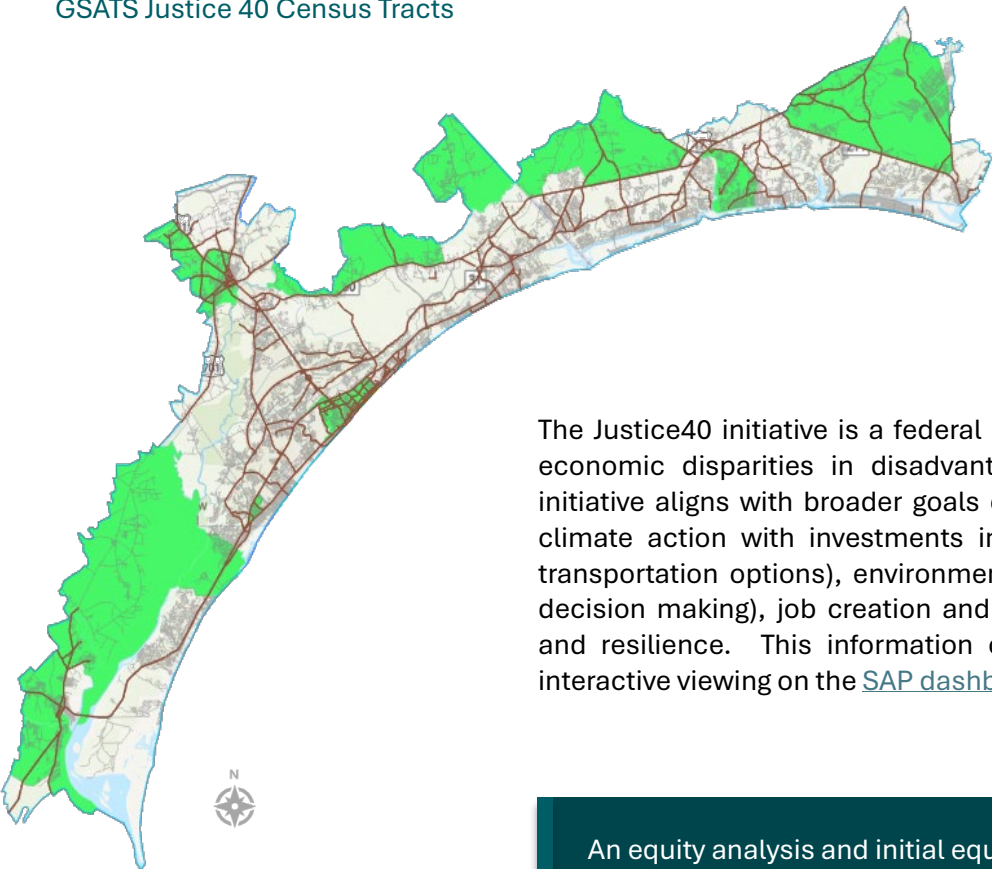 GSATS Justice 40 Census Tracts
701
N
The Justice40 initiative is a federal
economic disparities in disadvant
initiative aligns with broader goals
climate action with investments in
transportation options), environmen
decision making), job creation and
and resilience. This information
interactive viewing on the SAP dashb
An equity analysis and initial equ